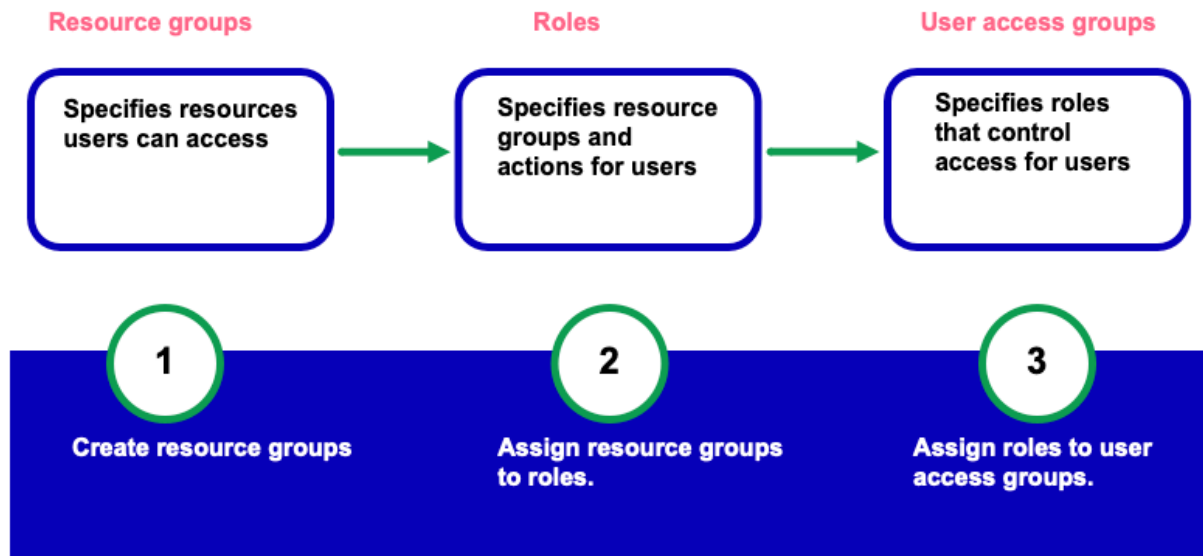 Resource groups
Roles
User access groups
Specifies resources
users can access
Specifies resource
groups and
actions for users
Specifies roles
that control
access for users
1
2
3
Create resource groups
Assign resource groups
to roles.
Assign roles to user
access groups.